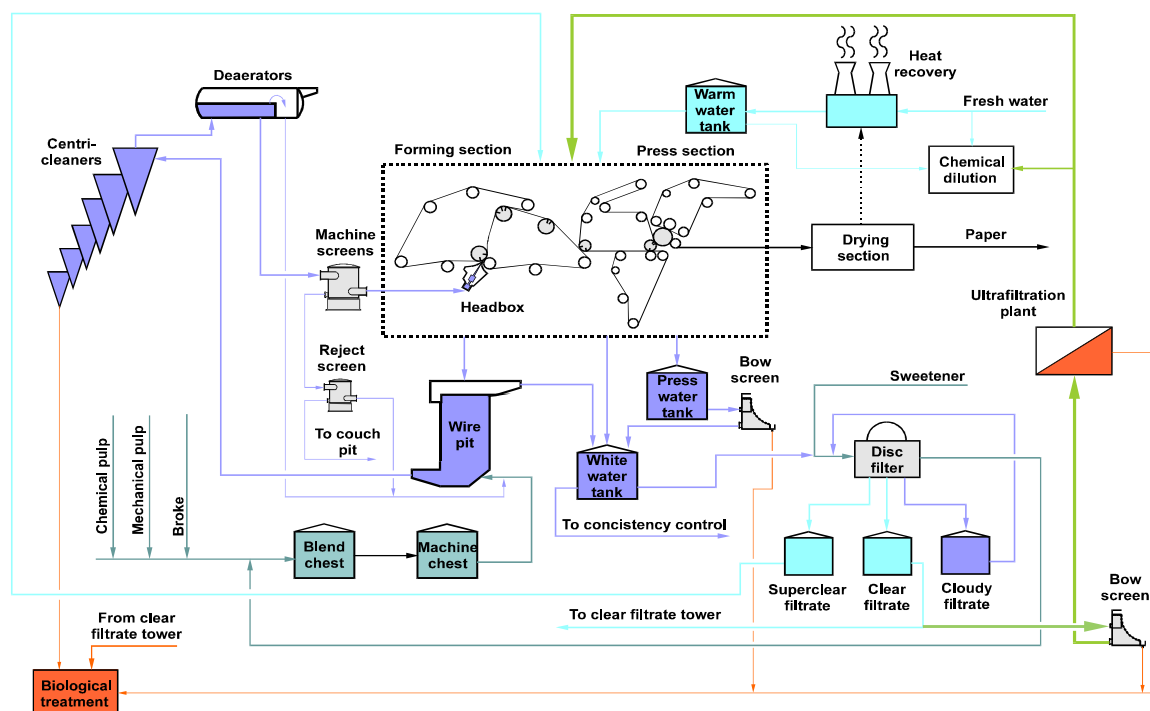 Deaerators
Heat
recovery
Warm
water
tank
Fresh water
Centri-
cleaners
Forming section
Press section
Chemical
dilution
Machine
screens
Drying
section
Paper
Headbox
Ultrafiltration
plant
Reject
screen
Press
water
tank
Bow
screen
Sweetener
To couch
pit
Wire
pit
White
water
tank
Disc
filter
Chemical pulp
Mechanical pulp
Broke
To concistency control
Blend
chest
Machine
chest
Superclear
filtrate
Clear
filtrate
Cloudy
filtrate
Bow
screen
From clear
filtrate tower
To clear filtrate tower
Biological
treatment